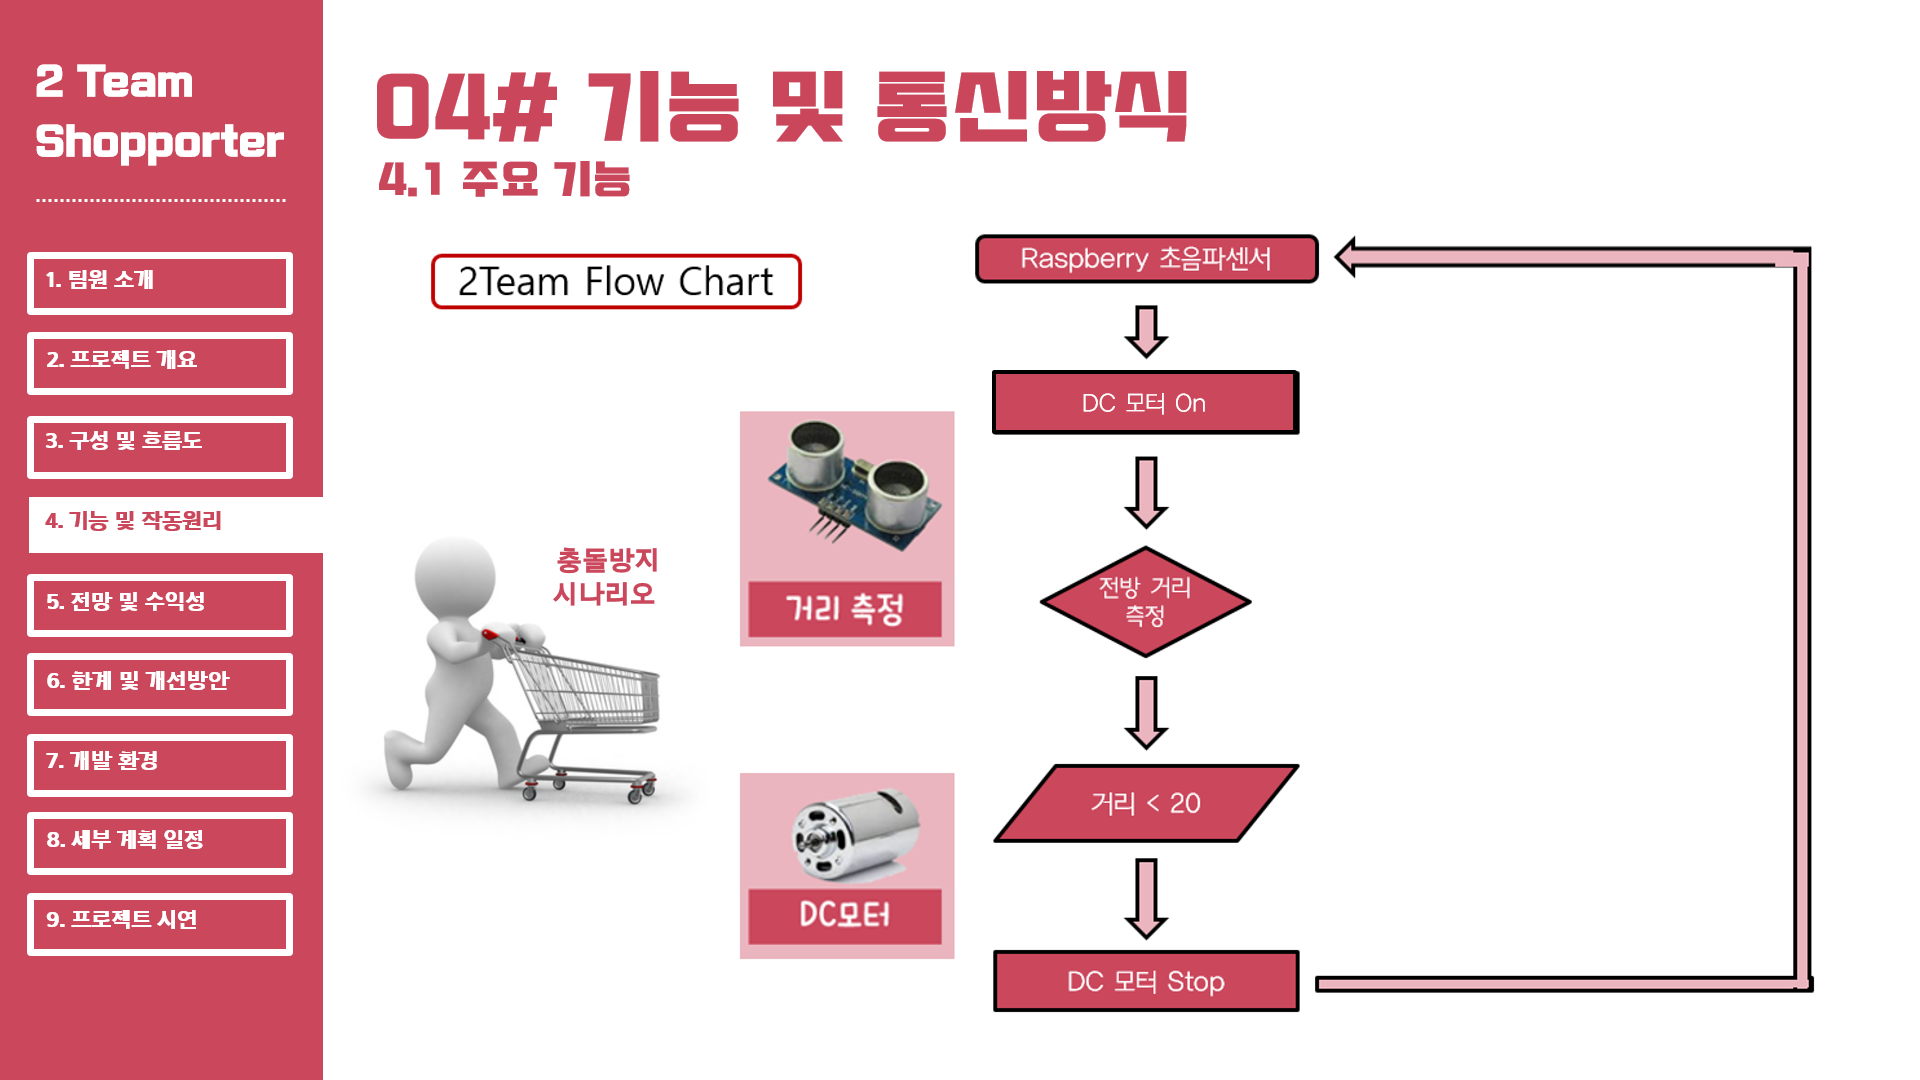 2 Team
Shopporter
1. 팀원 소개
2. 프로젝트 개요
3. 구성 및 흐름도
4. 기능 및 작동원리
5. 전망 및 수익성
6. 한계 및 개선방안
7. 개발 환경
8. 세부 계획 일정
9. 프로젝트 시연
04# 기능 및 통신방식
4.1 주요 기능
2Team Flow Chart
충돌방지
시나리오
거리 측정
DC모터
Raspberry 초음파센서
DC 모터 On
전방 거리
측정
거리 < 20
DC 모터 Stop